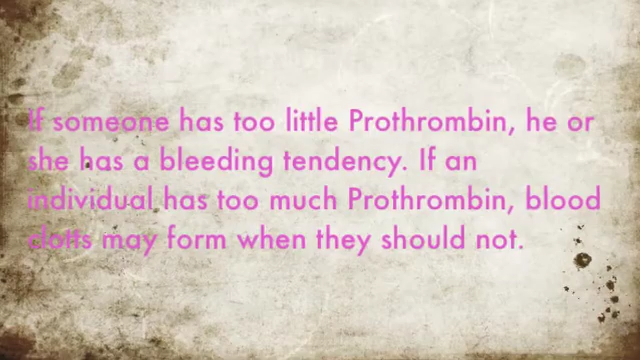 If someone has too little Prothrombin, he or
she has a bleeding tendency. If an
individual has too much Prothrombin, blood
clotts may form when they should not.